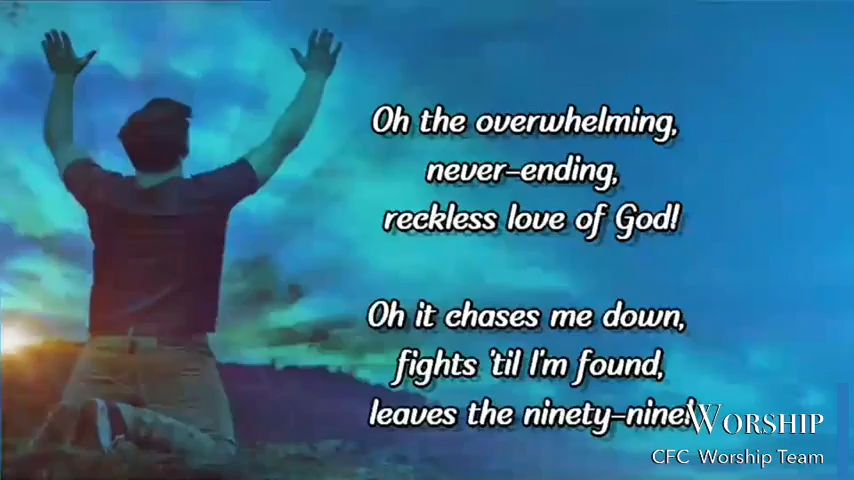 Oh the overwhelming,
never-ending,
reckless love of God!
Oh it chases me down,
fights 'til I'm found,
leaves the ninety-nine!
WORSHIP
CFC Worship Team